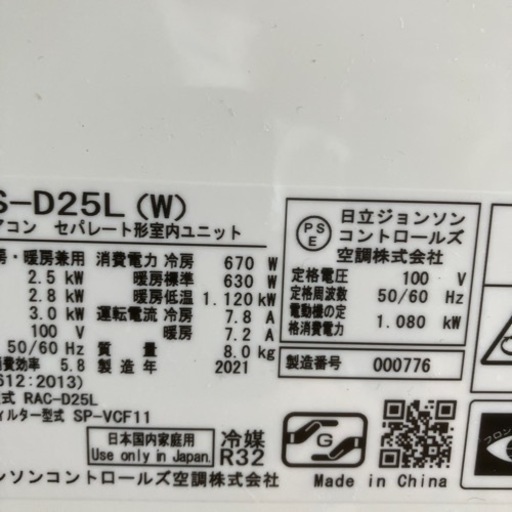 S-D25L (W)
アコン セパレート形室内ユニット
房・暖房兼用 消費電力 冷房 670 W
2.5 kW 暖房標準 630 W
2.8 kW 暖房低温 1.120 kW
3.0 kW 運転電流 冷房 7.8 A
100 V 暖房 7.2 A
50/60 Hz 質量 8.0 kg
消費効率 5.8 製造年 2021
612:2013)
式 RAC-D25L
ィルター型式 SP-VCF11
日本国内家庭用
Use only in Japan.
冷媒
R32
ンソンコントロールズ空調株式会社
PS
E
日立ジョンソン
コントロールズ
空調株式会社
定格電圧 100 V
定格周波数 50/60 Hz
電動機の定
格消費電力 1.080 kW
製造番号 000776
G
Made in China
フロン